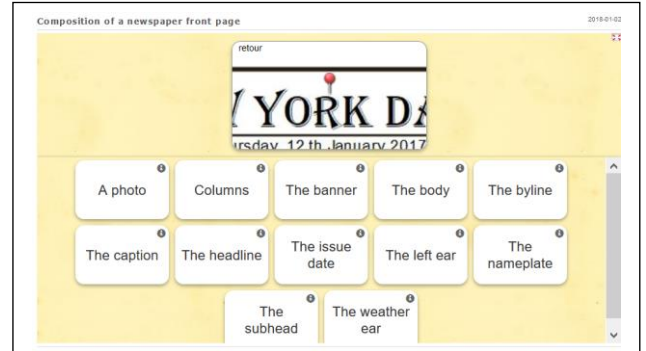 Composition of a newspaper front page
2018-01-02
retour
YORK DA
rsday, 12 th January 2017
A photo
Columns
The banner
The body
The byline
The caption
The headline
The issue
date
The left ear
The
nameplate
The
subhead
The weather
ear